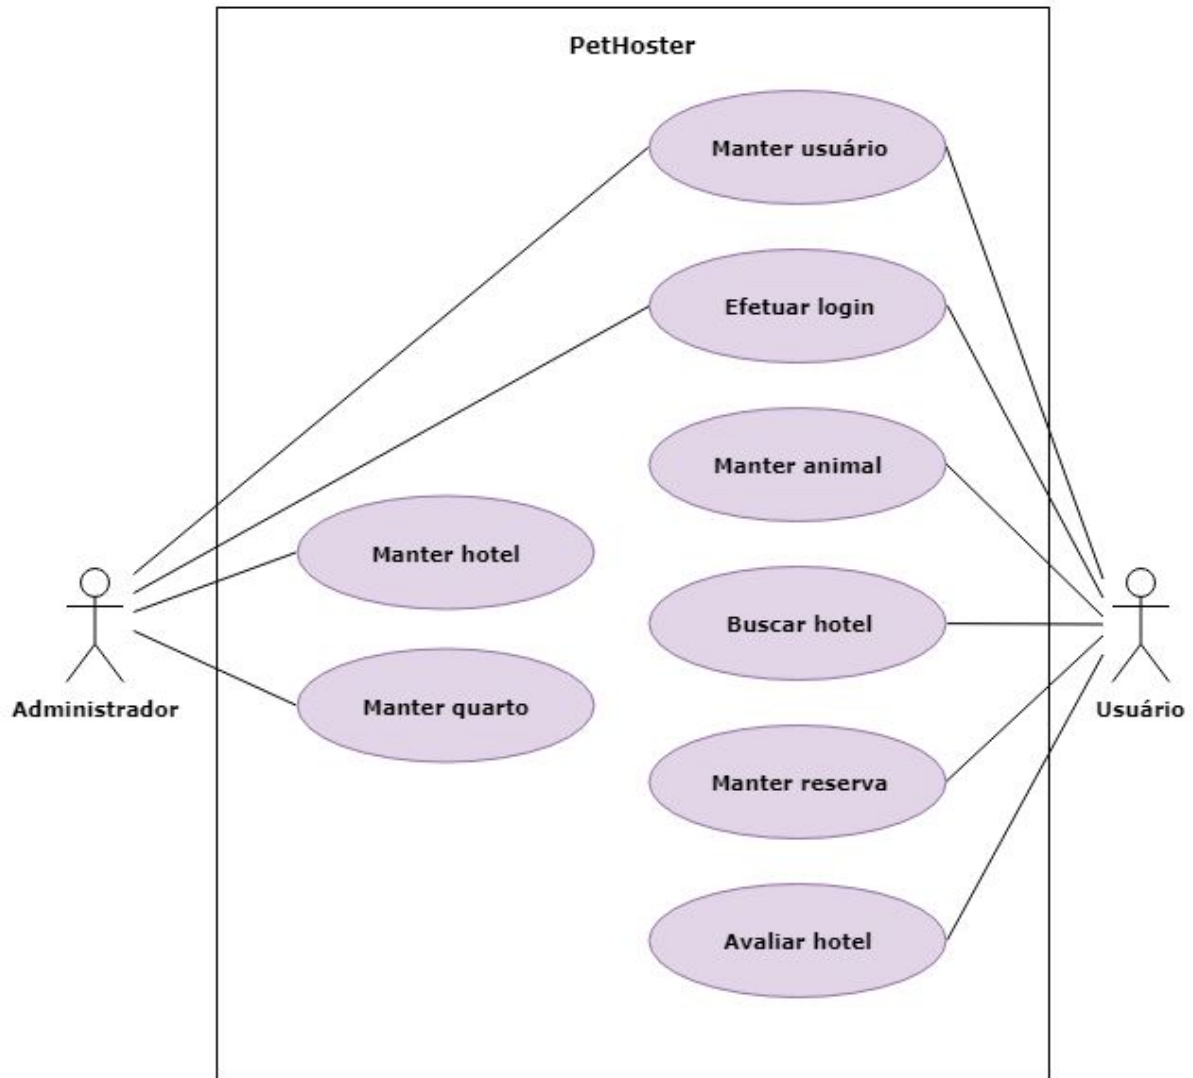 PetHoster
Manter usuário
Efetuar login
Manter animal
Manter hotel
Buscar hotel
Administrador
Manter quarto
Usuário
Manter reserva
Avaliar hotel